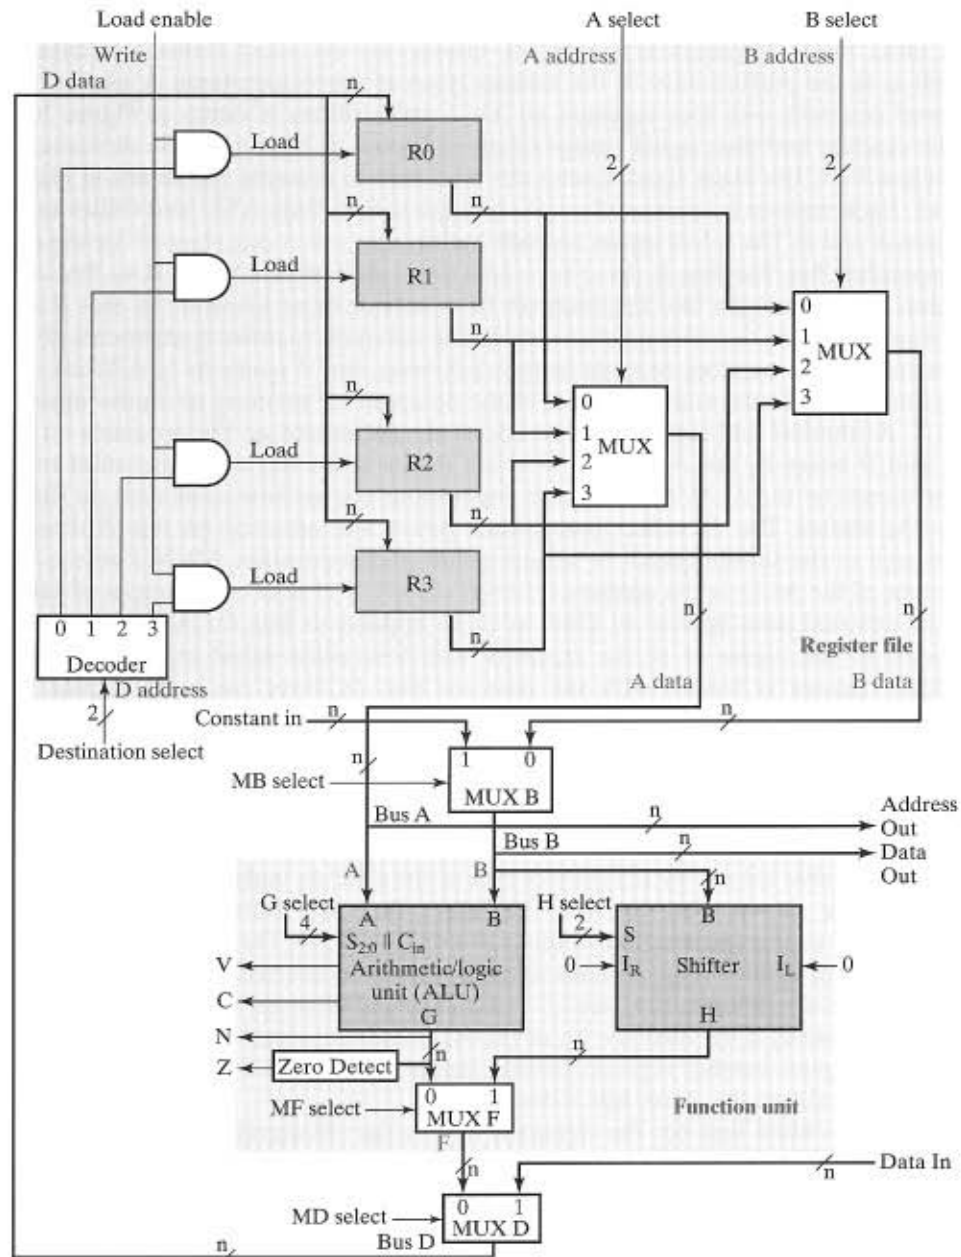 Load enable
A select
B select
Write
A address
B address
D data
n
Load
R0
2
2
n
n
n
Load
R1
0
1
2
3
MUX
n
n
0
1
2
3
MUX
Load
R2
n
n
Load
R3
n
n
n
0 1 2 3
Decoder
Register file
D address
A data
B data
2
Constant in
n
n
Destination select
n
1 0
MB select
MUX B
Address
Out
Bus A
n
Bus B
n
Data
Out
A
B
n
G select
H select
4
A
B
2
B
S2:0 || Cin
S
V
Arithmetic/logic
unit (ALU)
0
IR
Shifter
IL
0
C
G
H
N
n
n
Z
Zero Detect
0 1
MF select
MUX F
Function unit
F
n
n
Data In
0 1
MD select
MUX D
n
Bus D